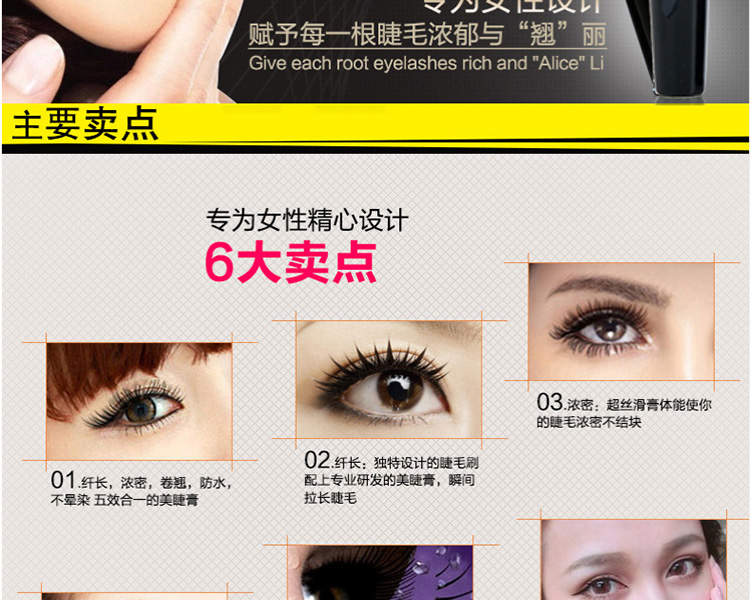 专为女性设计
赋予每一根睫毛浓郁与“翘”丽
Give each root eyelashes rich and "Alice" Li
主要卖点
专为女性精心设计
6大卖点
01.纤长，浓密，卷翘，防水，
不晕染 五效合一的美睫膏
02.纤长：独特设计的睫毛刷
配上专业研发的美睫膏，瞬间
拉长睫毛
03.浓密：超丝滑膏体能使你
的睫毛浓密不结块